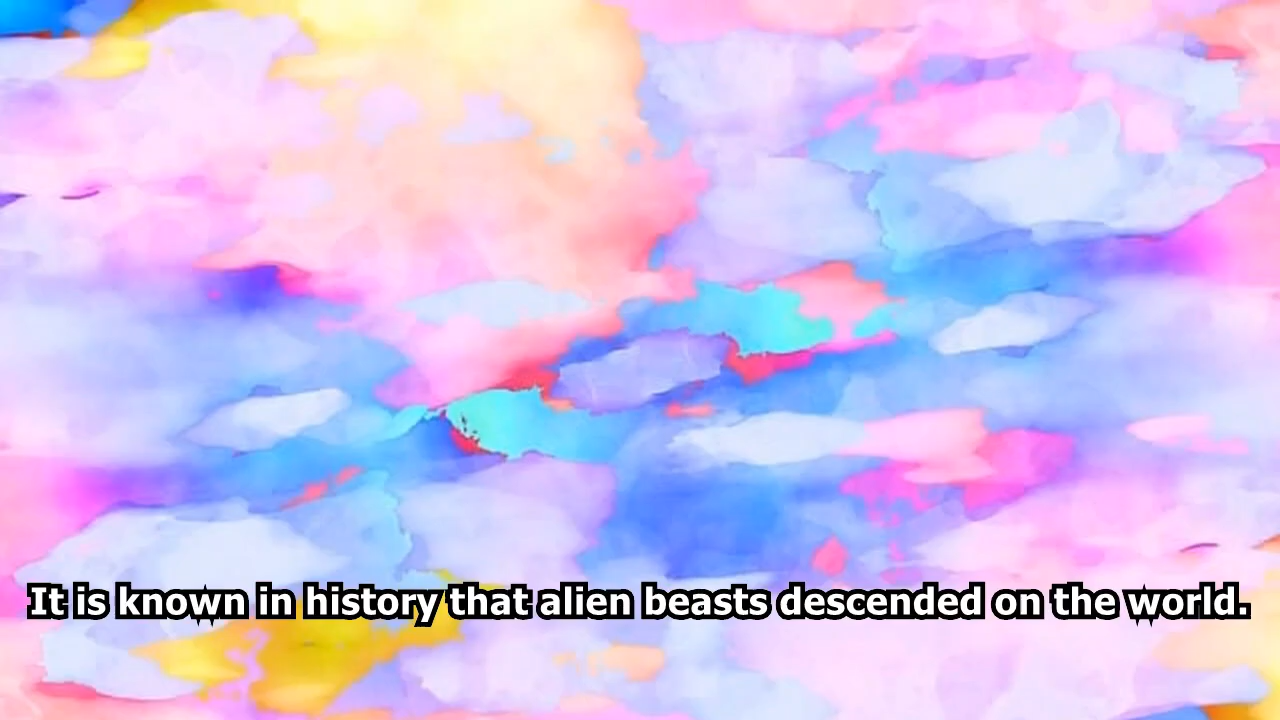 It is known in history that alien beasts descended on the world.